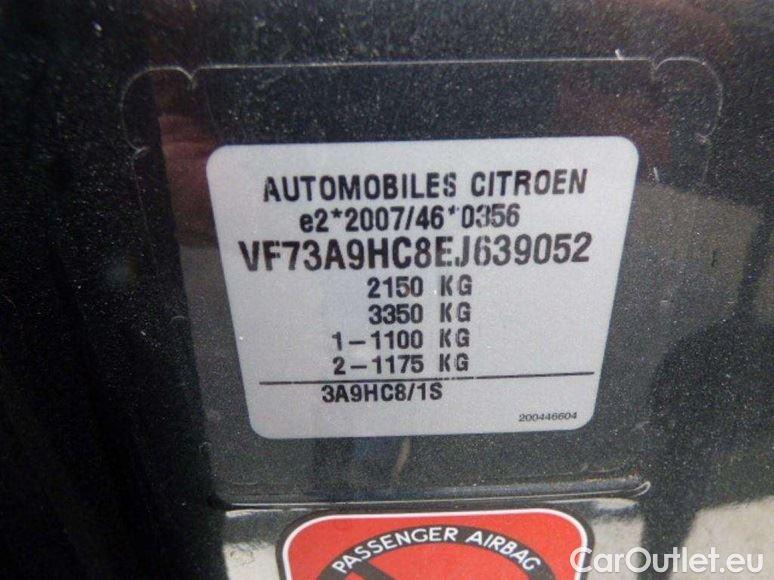 AUTOMOBILES CITROEN
e2*2007/46*0356
VF73A9HC8EJ639052
2150 KG
3350 KG
1-1100 KG
2-1175 KG
3A9HC8/1S
200446604
PASSENGER AIRBAG
CarOutlet.eu